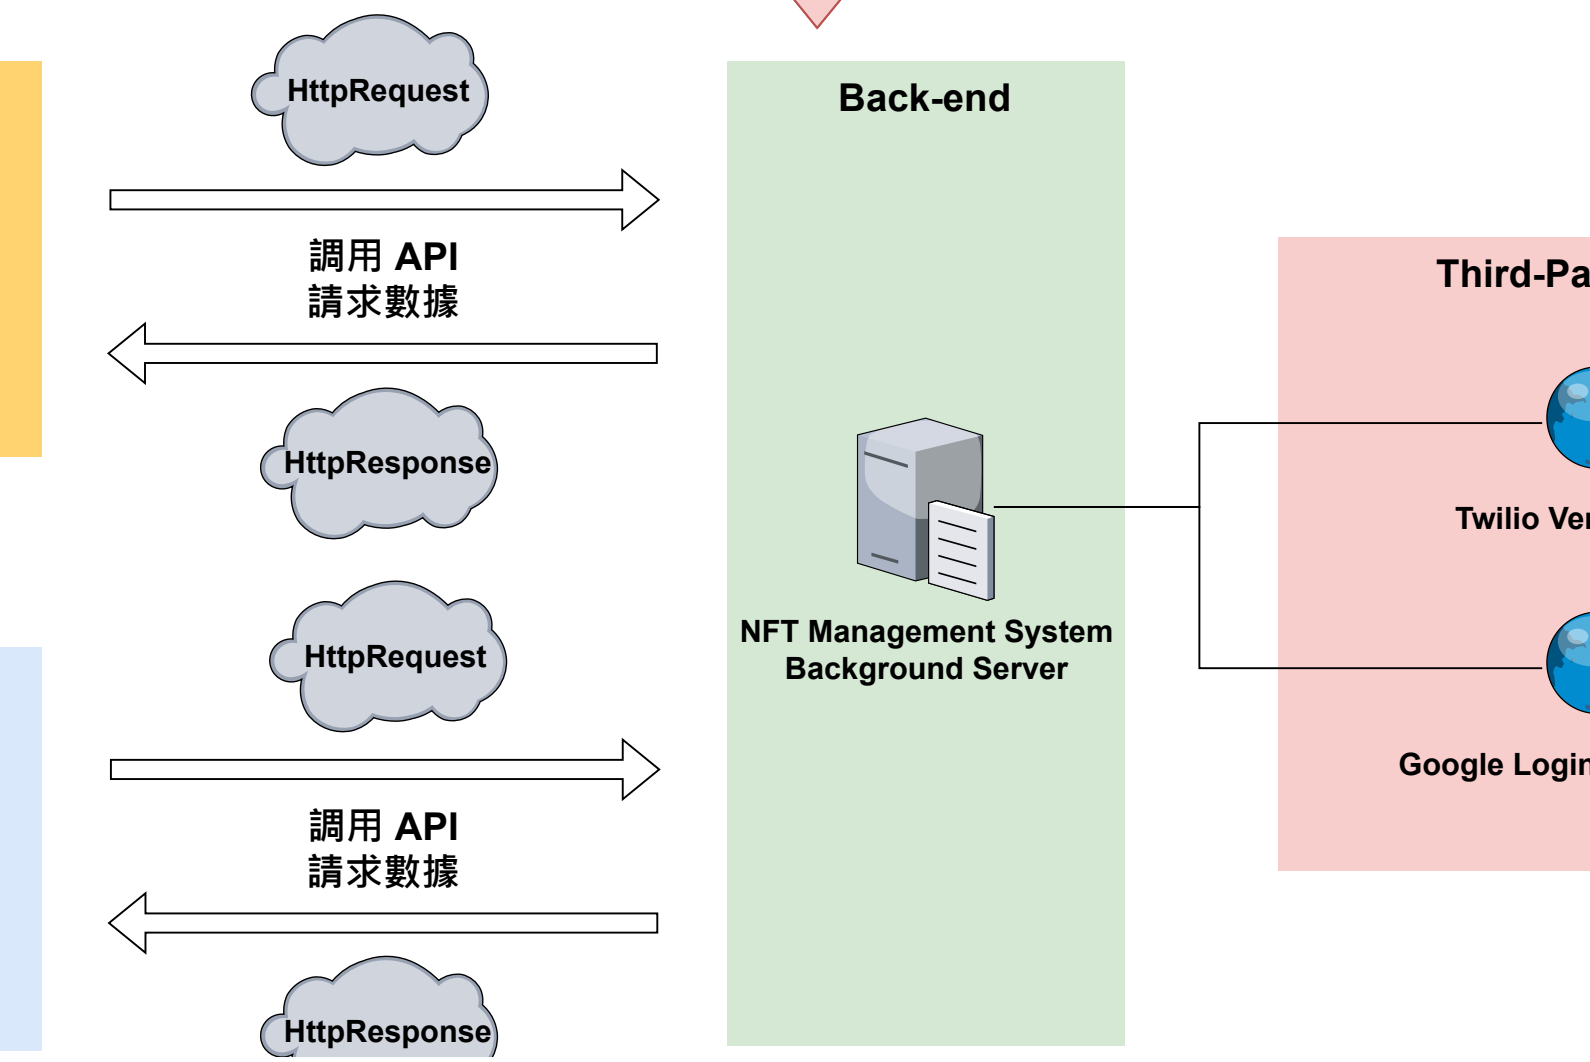 HttpRequest
調用 API
請求數據
HttpResponse
HttpRequest
調用 API
請求數據
HttpResponse
Back-end
NFT Management System
Background Server
Third-Pa
Twilio Ver
Google Login